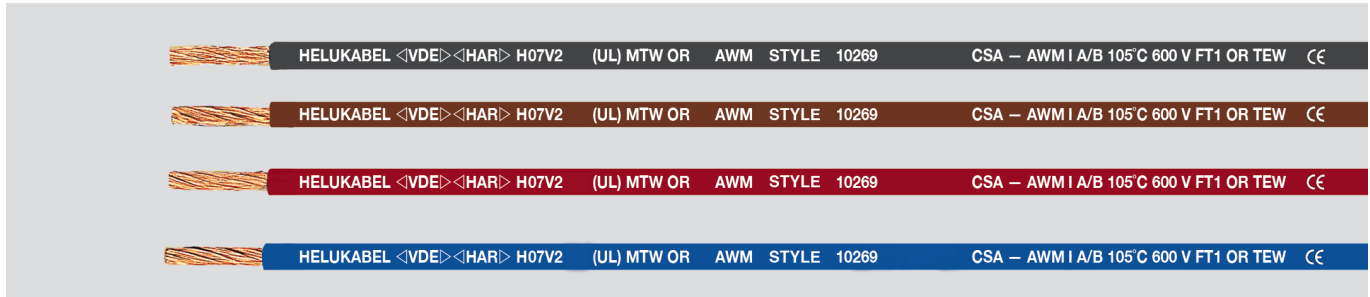 HELUKABEL ◁VDE▷ ◁HAR▷ H07V2 (UL) MTW OR AWM STYLE 10269 CSA – AWM I A/B 105°C 600 V FT1 OR TEW CE
HELUKABEL ◁VDE▷ ◁HAR▷ H07V2 (UL) MTW OR AWM STYLE 10269 CSA – AWM I A/B 105°C 600 V FT1 OR TEW CE
HELUKABEL ◁VDE▷ ◁HAR▷ H07V2 (UL) MTW OR AWM STYLE 10269 CSA – AWM I A/B 105°C 600 V FT1 OR TEW CE
HELUKABEL ◁VDE▷ ◁HAR▷ H07V2 (UL) MTW OR AWM STYLE 10269 CSA – AWM I A/B 105°C 600 V FT1 OR TEW CE